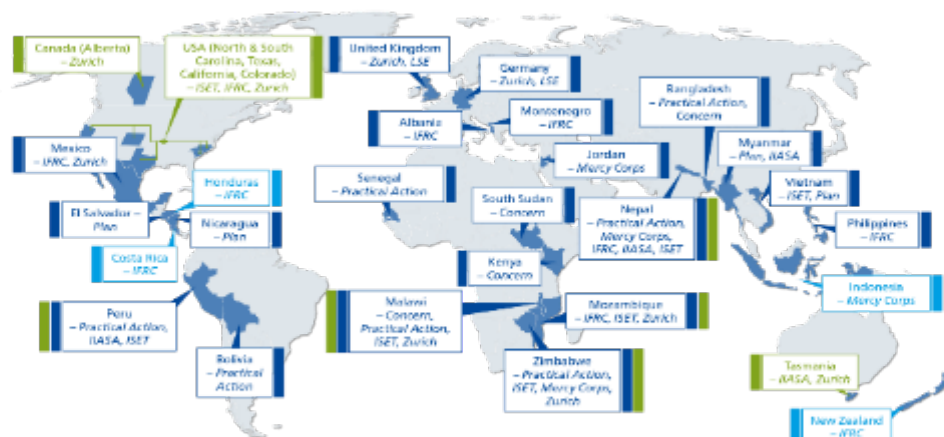 Canada (Alberta)
– Zurich
USA (North & South
Carolina, Texas,
California, Colorado)
– ISET, IFRC, Zurich
United Kingdom
– Zurich, LSE
Germany
– Zurich, LSE
Bangladesh
– Practical Action,
Concern
Montenegro
– IFRC
Albania
– IFRC
Mexico
– IFRC, Zurich
Myanmar
– Plan, IIASA
Jordan
– Mercy Corps
Honduras
– IFRC
Senegal
– Practical Action
Vietnam
– ISET, Plan
South Sudan
– Concern
El Salvador –
Plan
Nicaragua
– Plan
Nepal
– Practical Action,
Mercy Corps,
IFRC, IIASA, ISET
Philippines
– IFRC
Costa Rica
– IFRC
Kenya
– Concern
Indonesia
– Mercy Corps
Peru
– Practical Action,
IIASA, ISET
Malawi
– Concern,
Practical Action,
ISET, Zurich
Mozambique
– IFRC, ISET, Zurich
Bolivia
– Practical
Action
Zimbabwe
– Practical Action,
ISET, Mercy Corps,
Zurich
Tasmania
– IIASA, Zurich
New Zealand
– IFRC